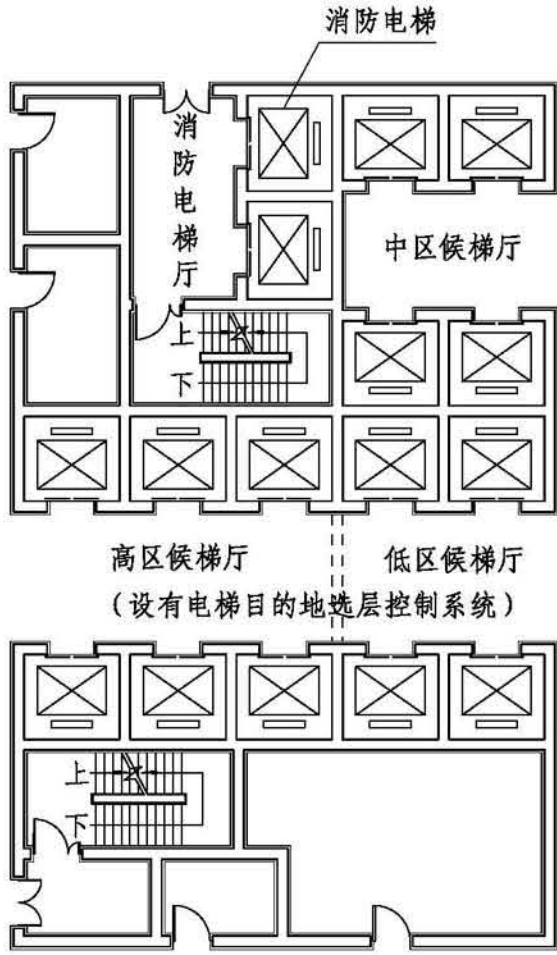 消防电梯
消防电梯厅
中区候梯厅
上
下
高区候梯厅
低区候梯厅
（设有电梯目的地选层控制系统）
上
下